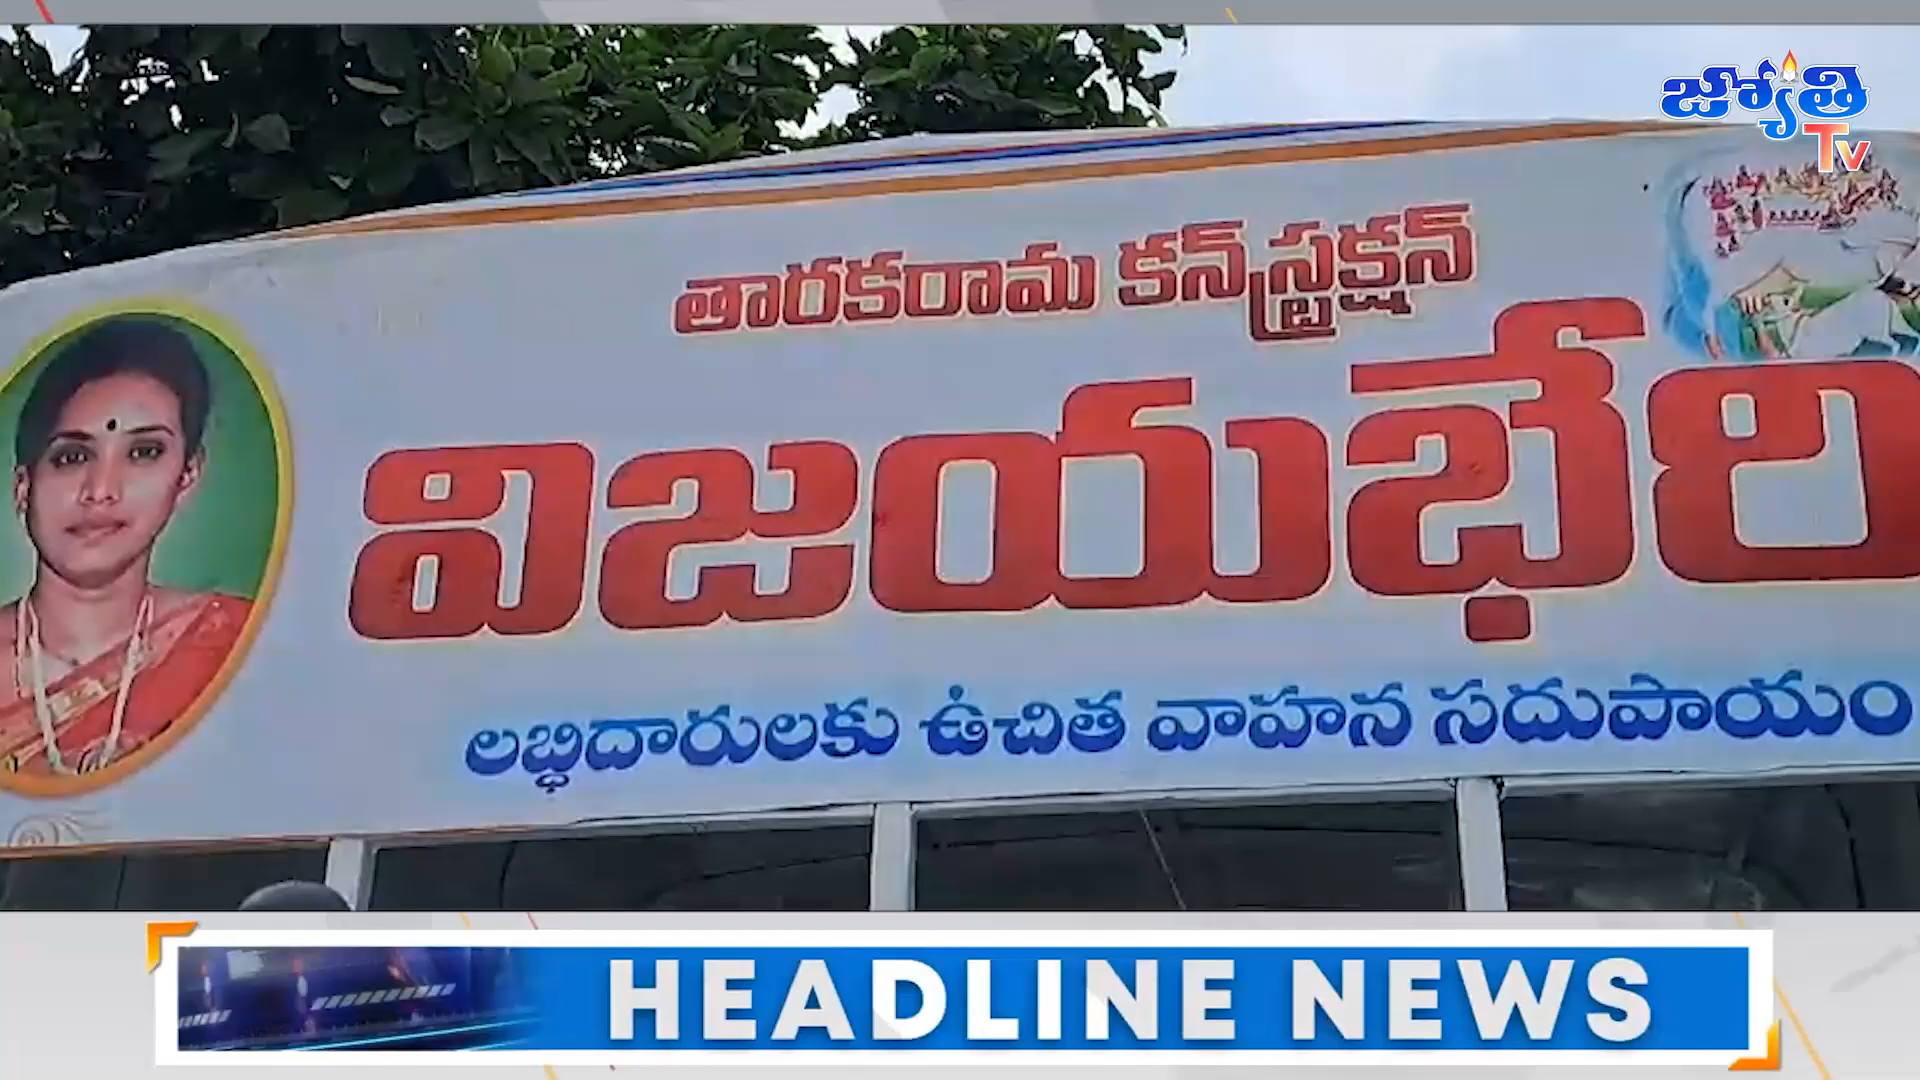 జ్యోతి
Tv
తారకరామ కన్‌స్ట్రక్షన్
విజయభేరి
లబ్ధిదారులకు ఉచిత వాహన సదుపాయం
HEADLINE NEWS